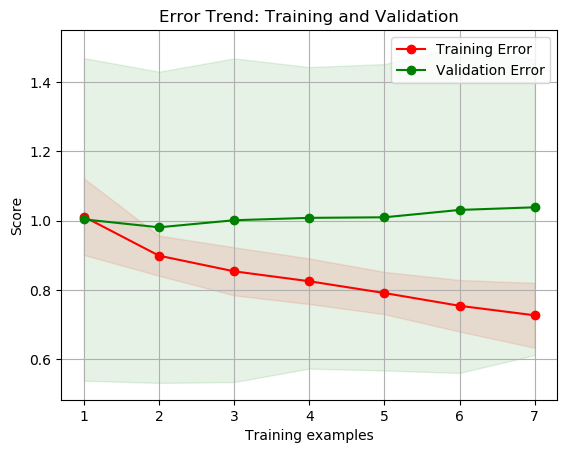 Error Trend: Training and Validation
Training Error
Validation Error
Score
1.4
1.2
1.0
0.8
0.6
1 2 3 4 5 6 7
Training examples